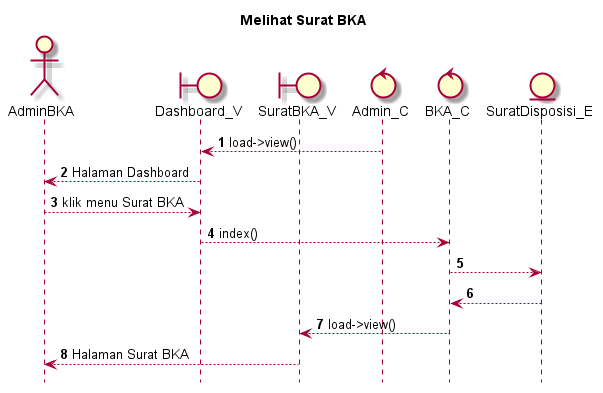 Melihat Surat BKA
AdminBKA
Dashboard_V
SuratBKA_V
Admin_C
BKA_C
SuratDisposisi_E
1 load->view()
2 Halaman Dashboard
3 klik menu Surat BKA
4 index()
5
6
7 load->view()
8 Halaman Surat BKA